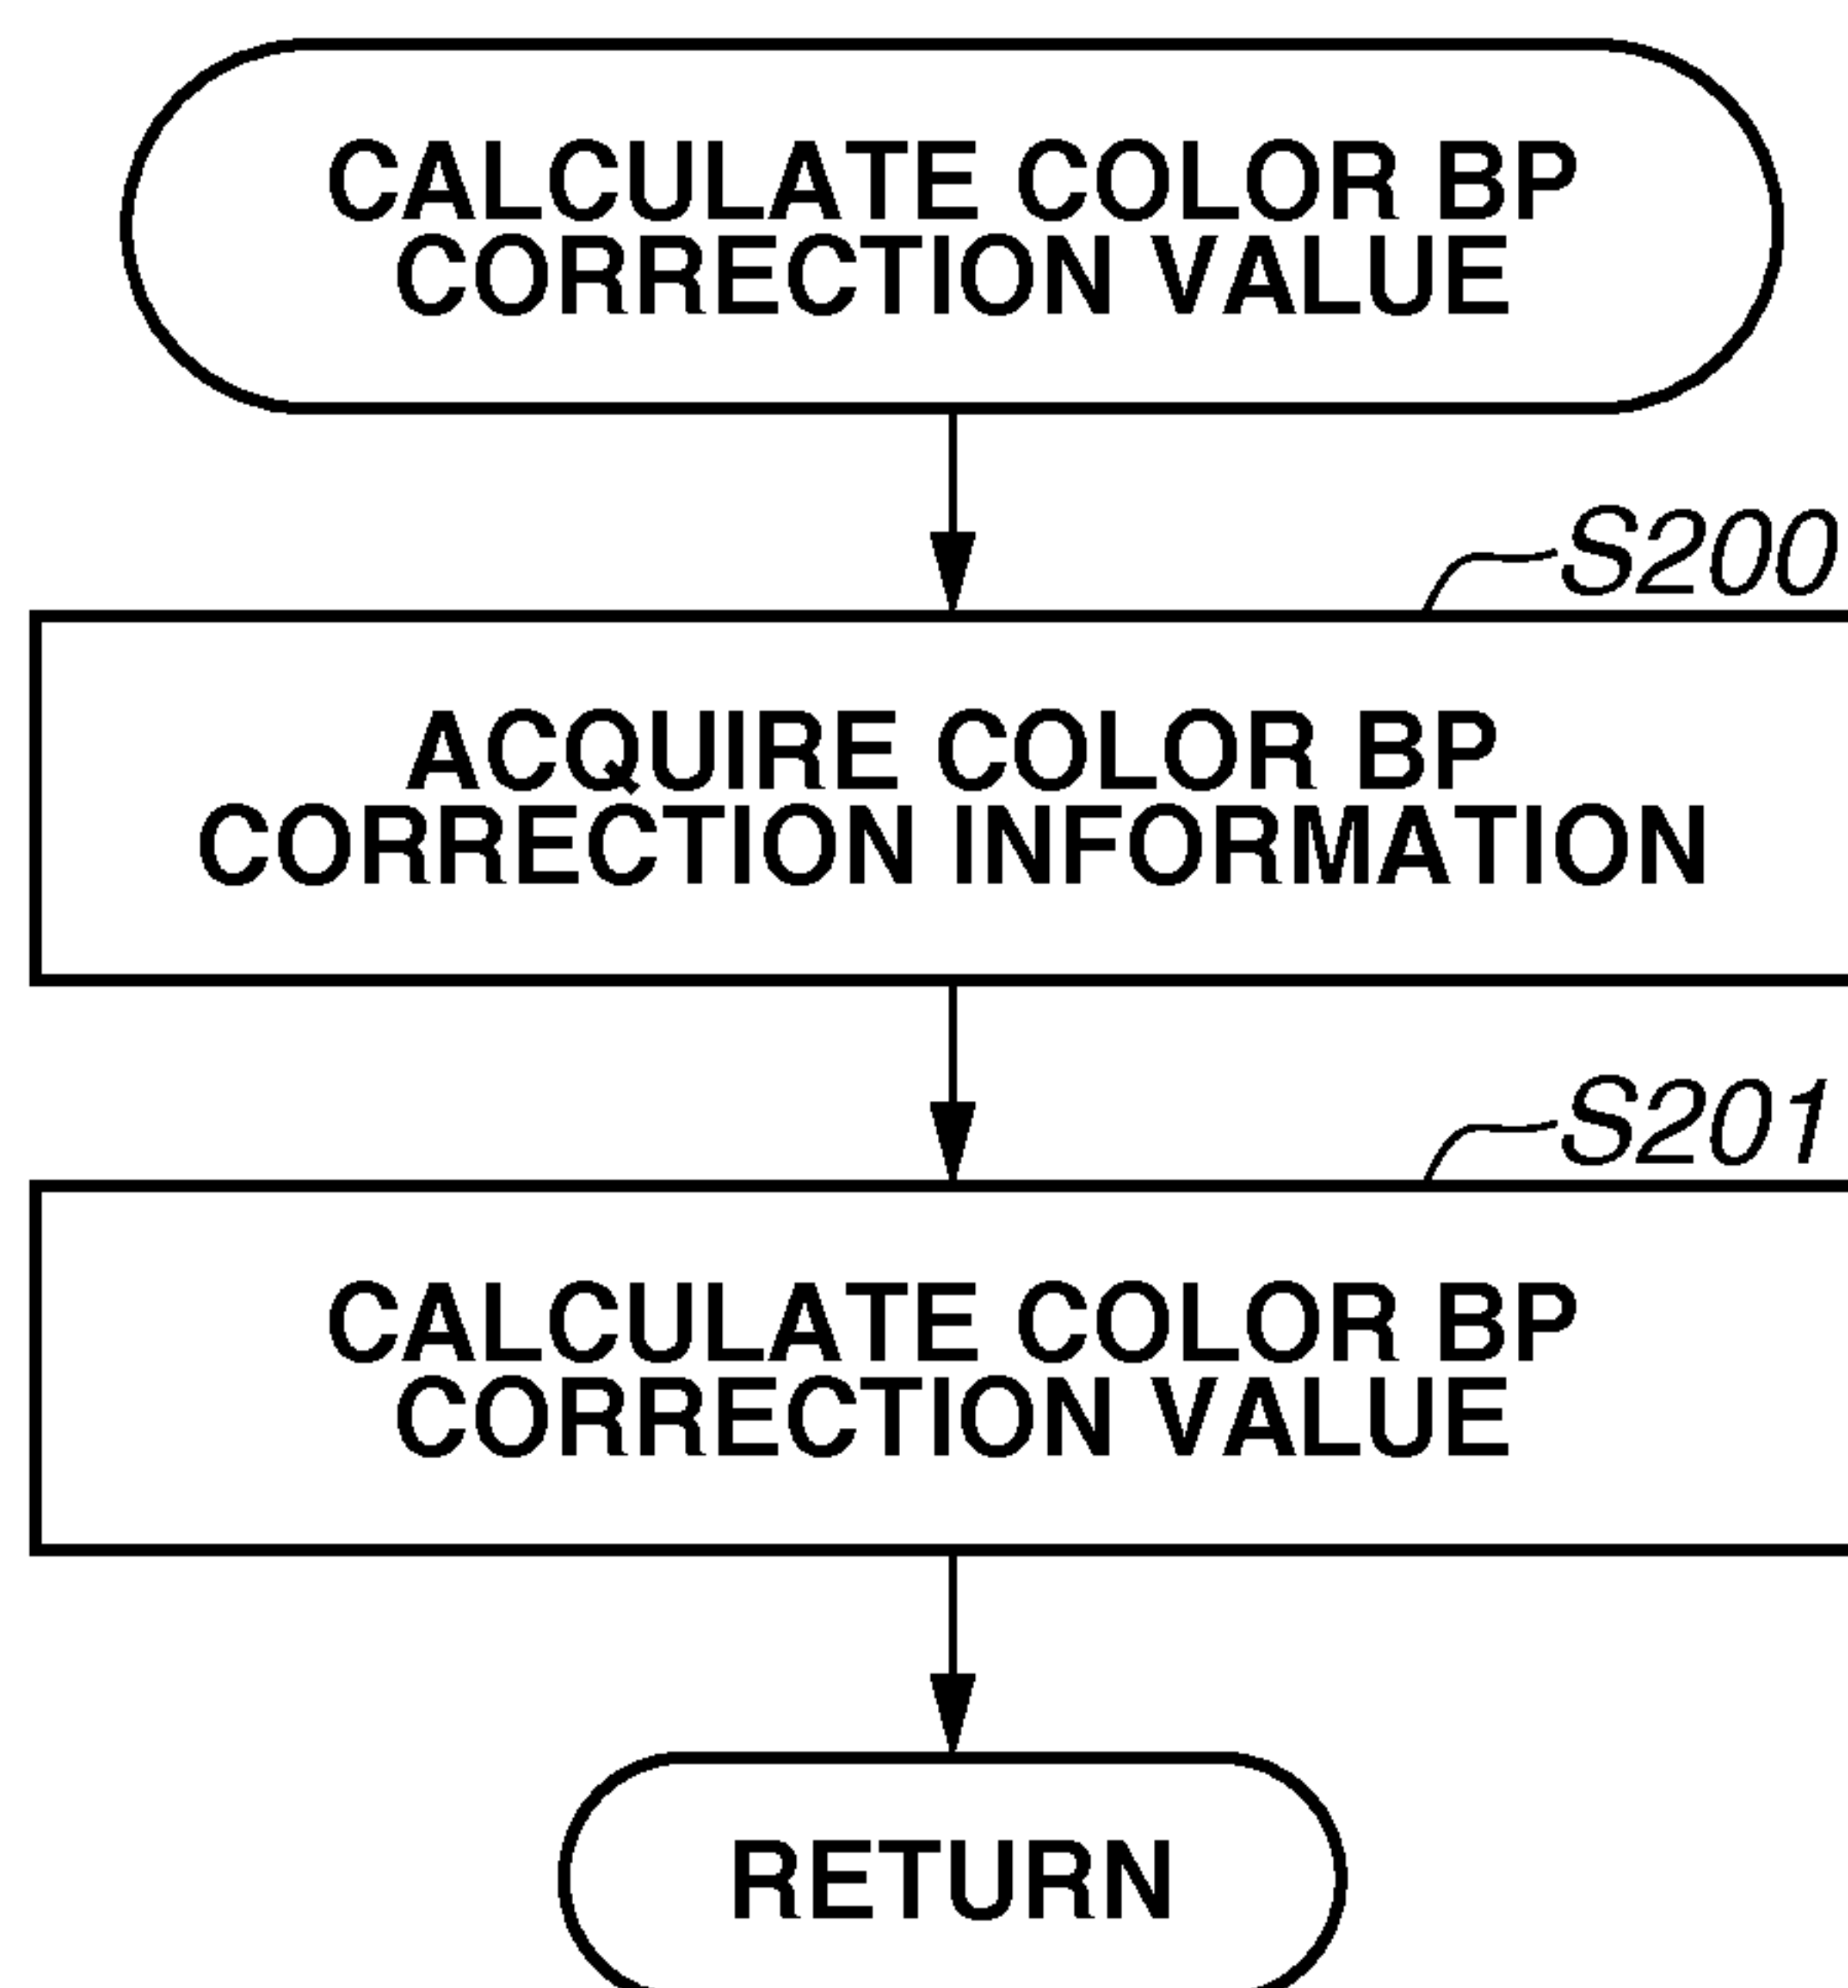 CALCULATE COLOR BP
CORRECTION VALUE
S200
ACQUIRE COLOR BP
CORRECTION INFORMATION
S201
CALCULATE COLOR BP
CORRECTION VALUE
RETURN